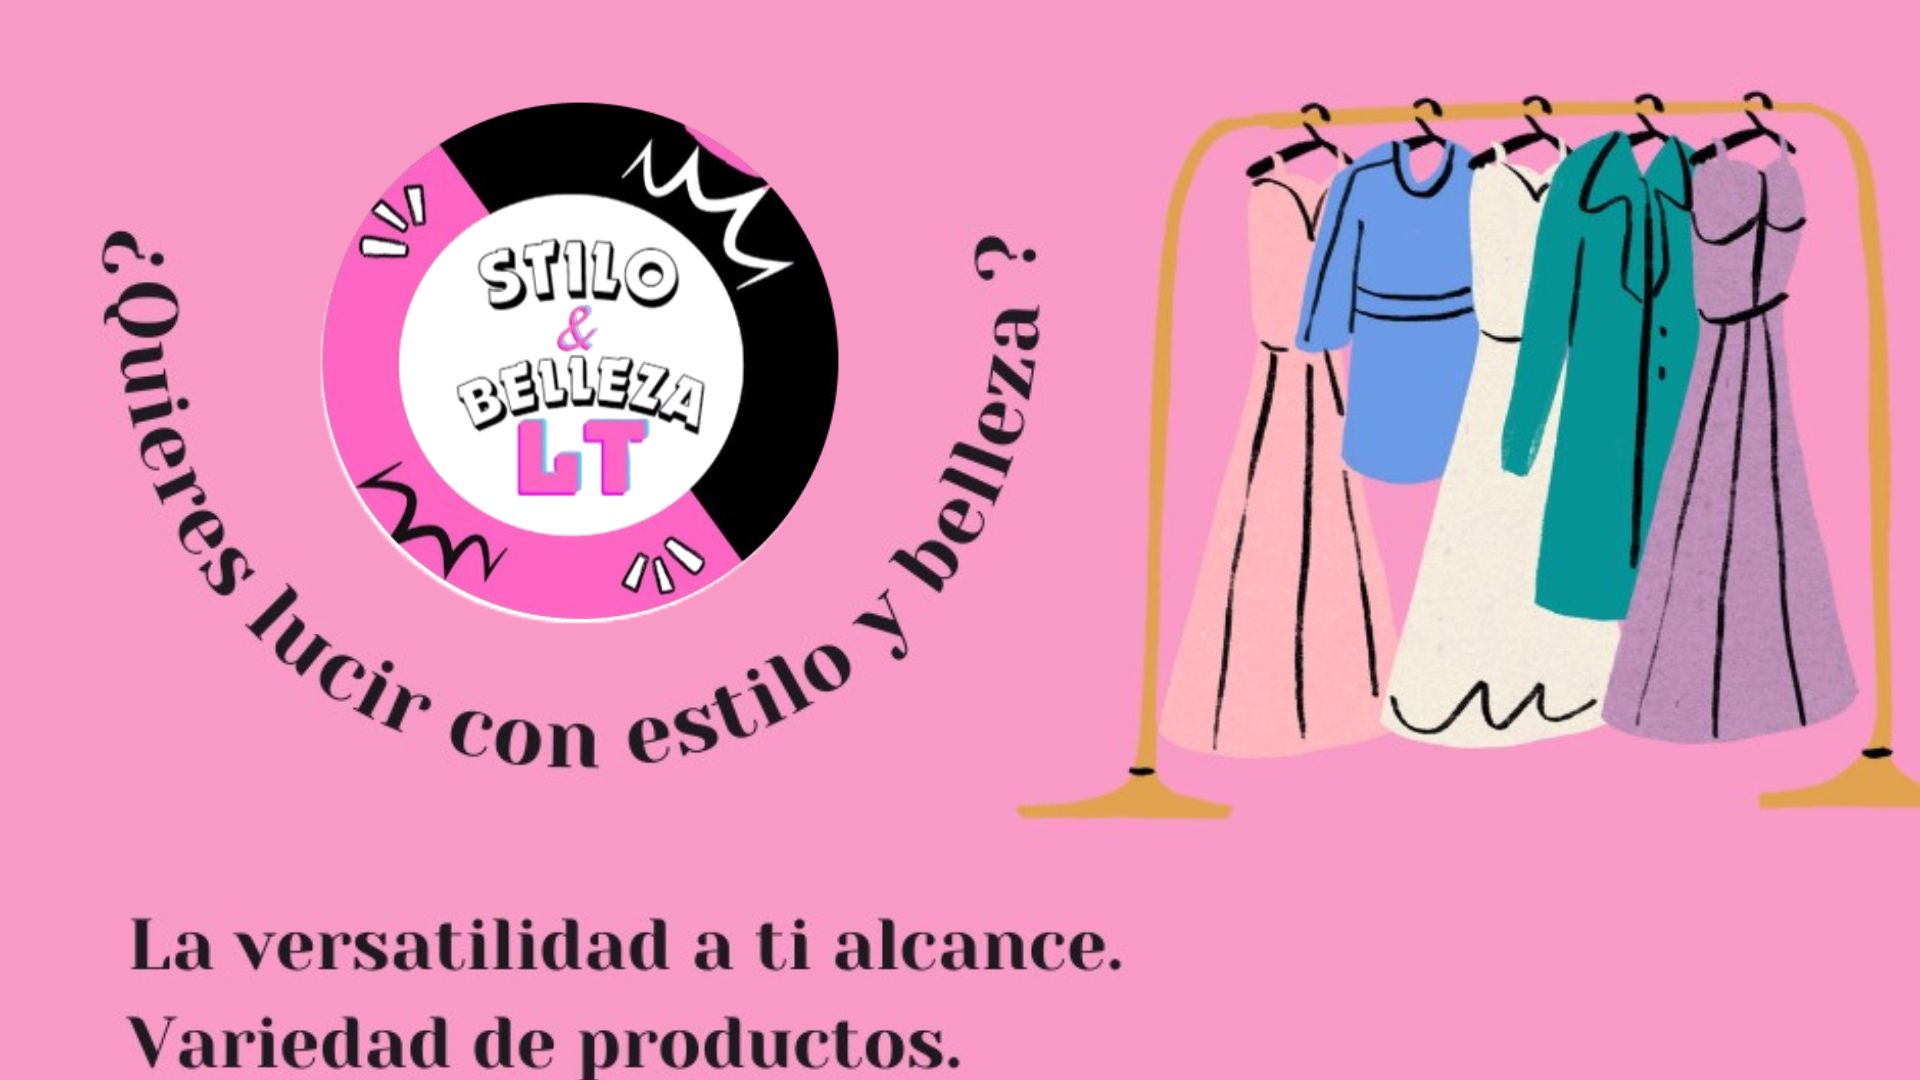 STILO
&
BELLEZA
LT
?Quieres lucir con estilo y belleza ?
La versatilidad a ti alcance.
Variedad de productos.